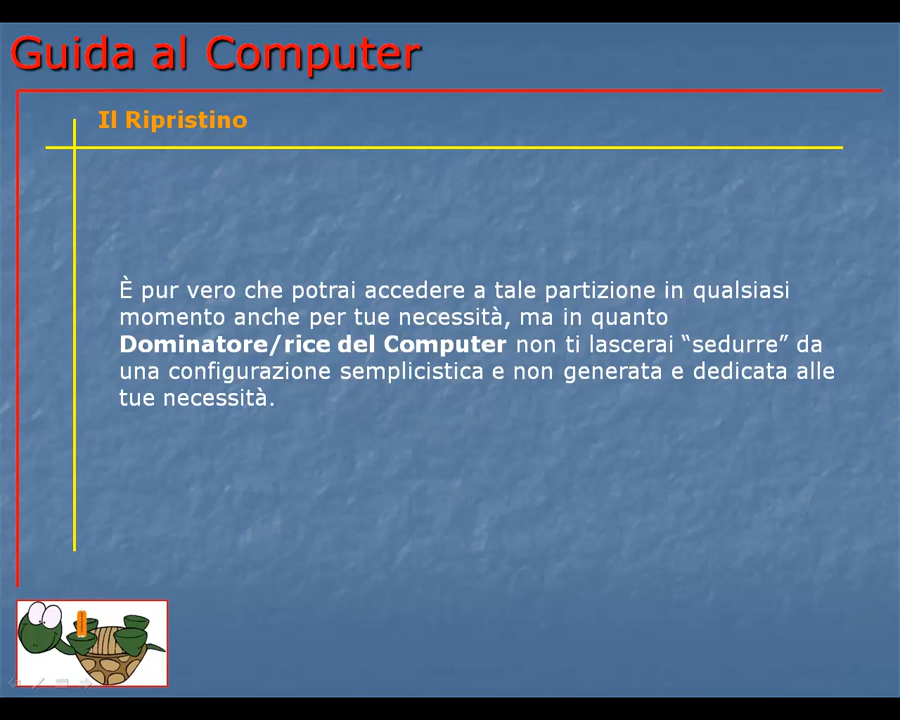 Guida al Computer
Il Ripristino
È pur vero che potrai accedere a tale partizione in qualsiasi
momento anche per tue necessità, ma in quanto
Dominatore/rice del Computer non ti lascerai “sedurre” da
una configurazione semplicistica e non generata e dedicata alle
tue necessità.